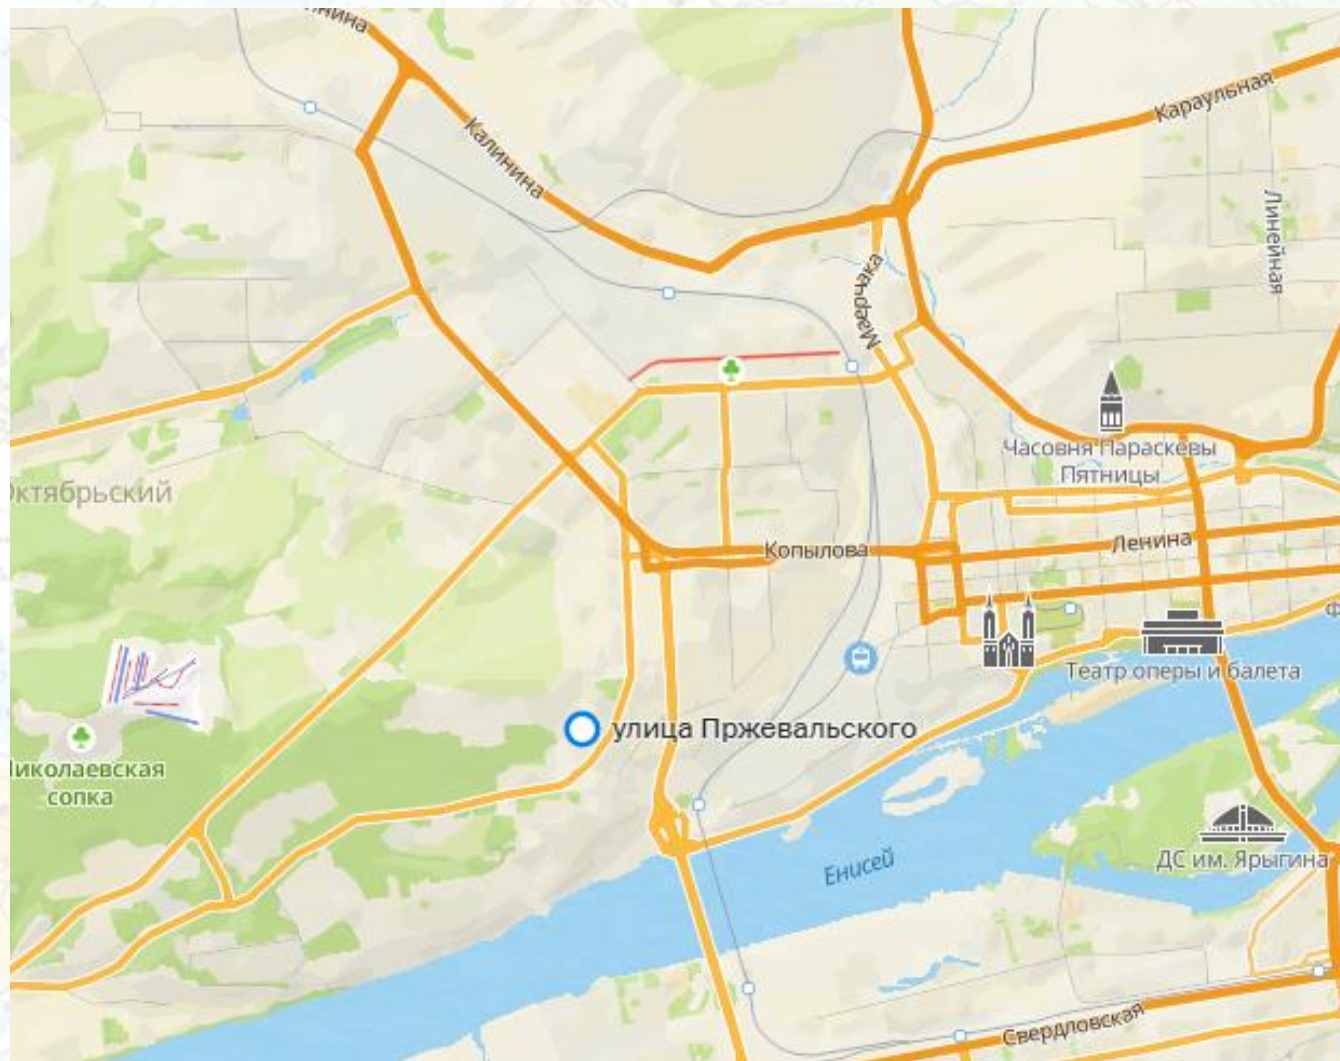 Калинина
Караульная
Линейная
Маерчака
Часовня Параскевы
Пятницы
Октябрьский
Копылова
Ленина
Театр оперы и балета
улица Пржевальского
Николаевская
сопка
Енисей
ДС им. Ярыгина
Свердловская